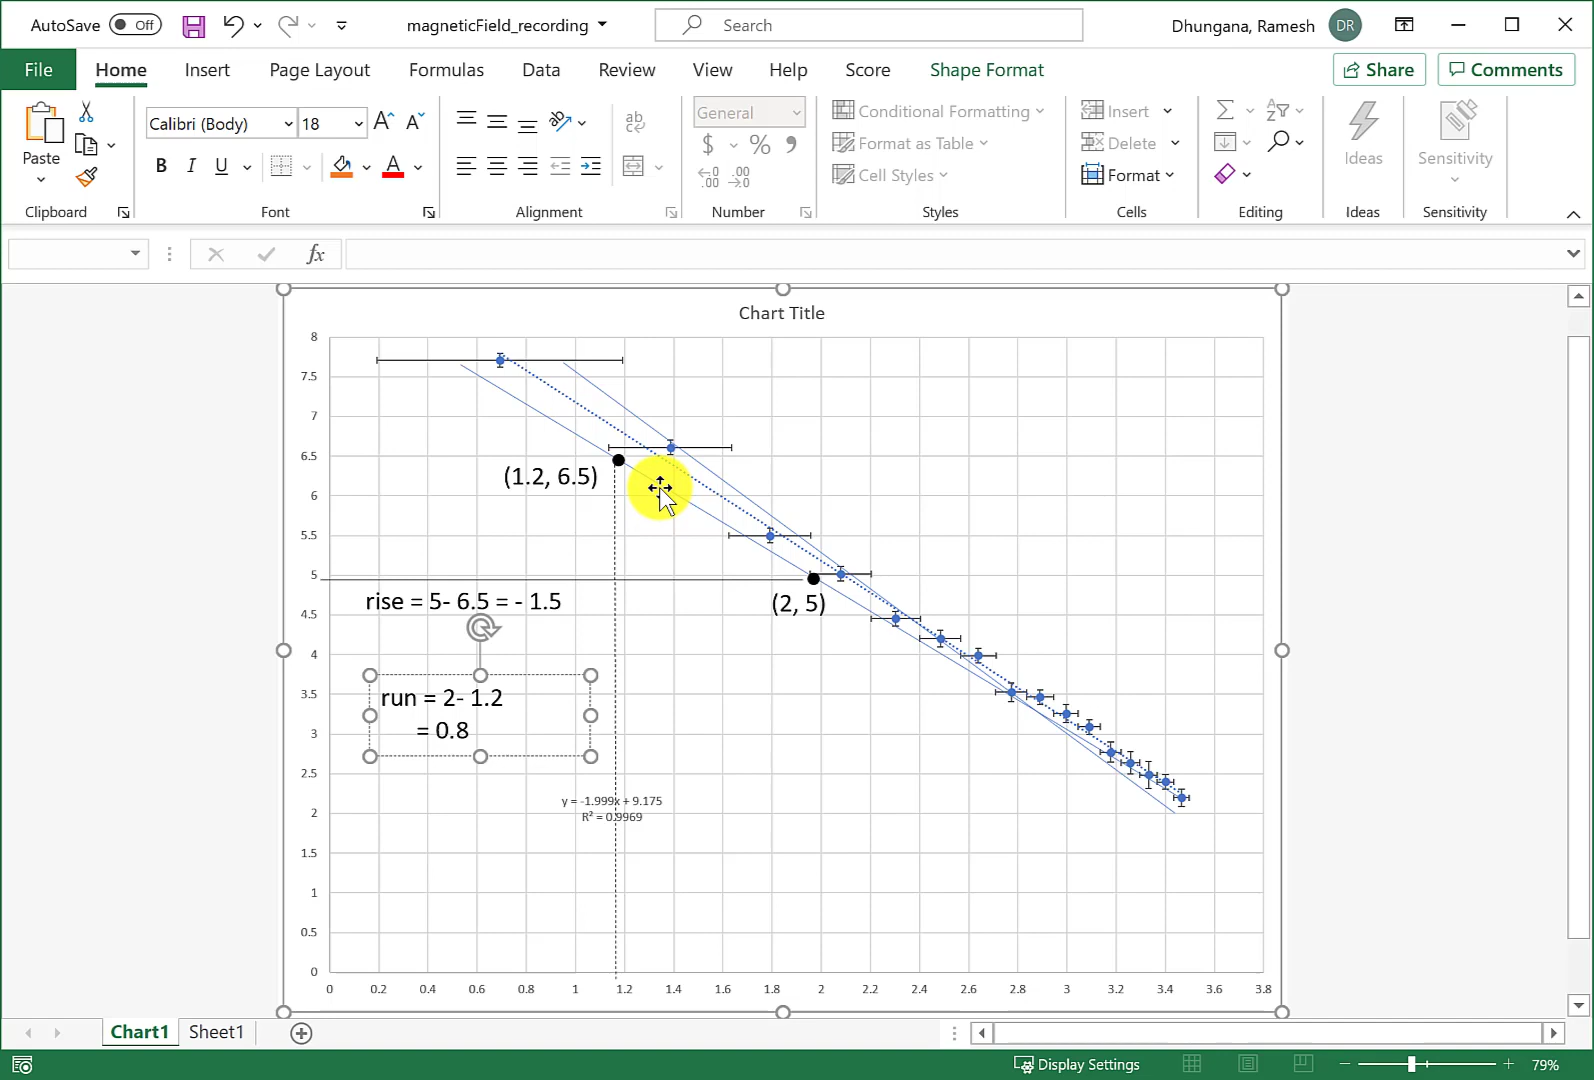 AutoSave Off magneticField_recording Search Dhungana, Ramesh DR
File Home Insert Page Layout Formulas Data Review View Help Score Shape Format Share Comments
Paste Calibri (Body) 18 A A ab General Conditional Formatting Insert Σ
B I U A $ % Format as Table Delete Ideas Sensitivity
Cell Styles Format
Clipboard Font Alignment Number Styles Cells Editing Ideas Sensitivity
fx
Chart Title
8
7.5
7
6.5
(1.2, 6.5)
6
5.5
5
rise = 5- 6.5 = - 1.5
(2, 5)
4.5
4
3.5
run = 2- 1.2
= 0.8
3
2.5
y = -1.999x + 9.175
R² = 0.9969
2
1.5
1
0.5
0
0 0.2 0.4 0.6 0.8 1 1.2 1.4 1.6 1.8 2 2.2 2.4 2.6 2.8 3 3.2 3.4 3.6 3.8
Chart1 Sheet1
Display Settings 79%